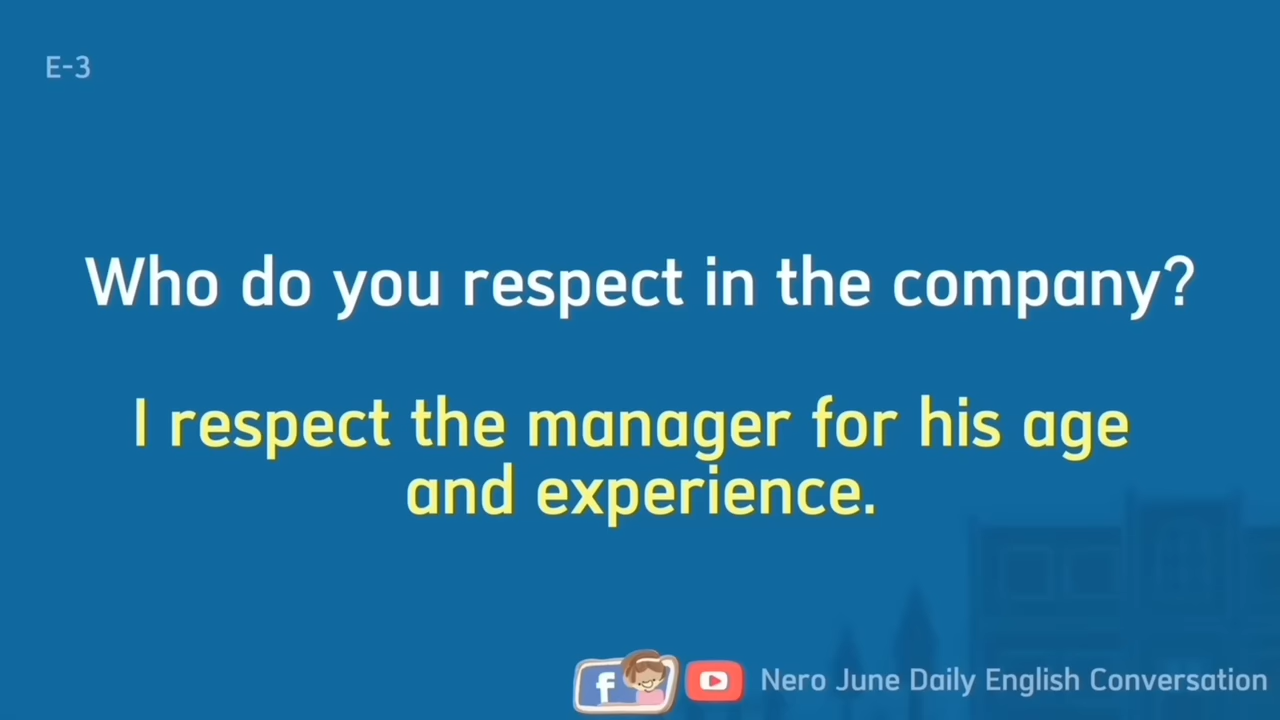 E-3
Who do you respect in the company?
I respect the manager for his age
and experience.
f
Nero June Daily English Conversation